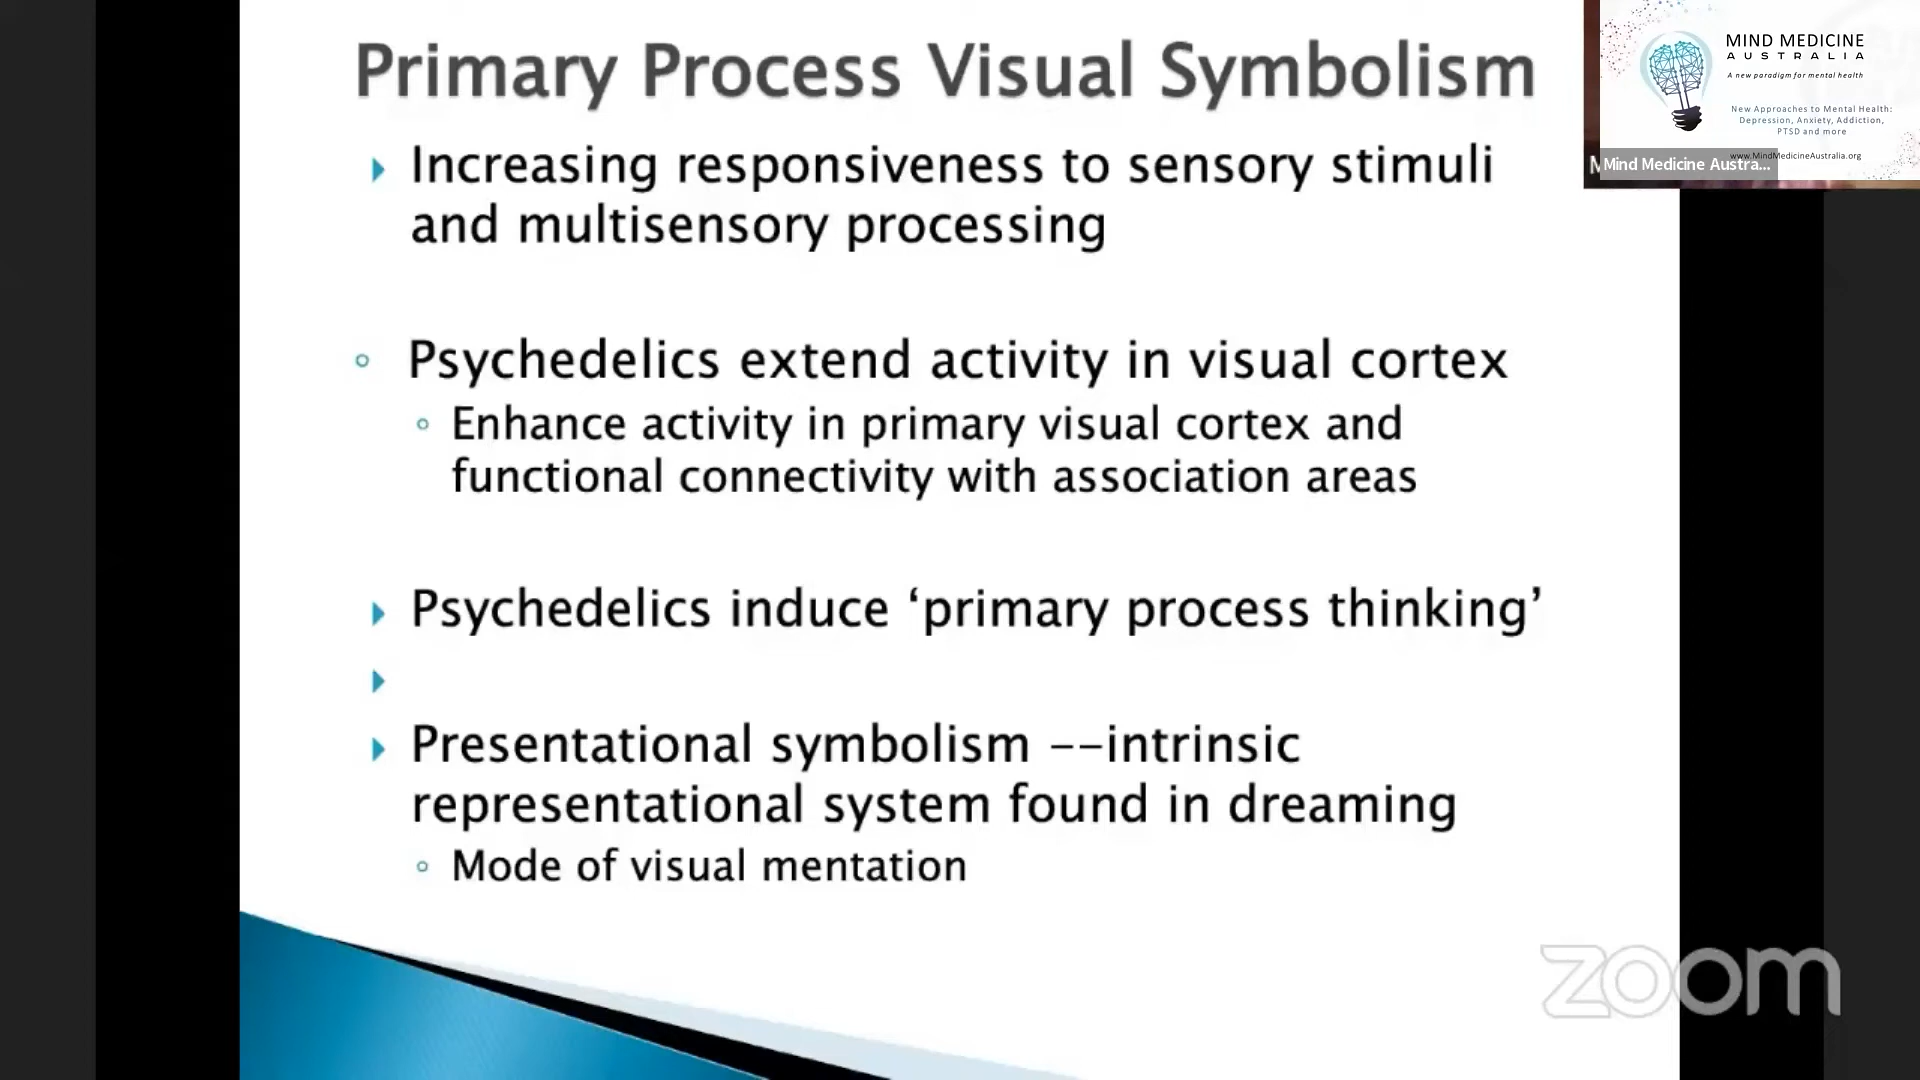 Primary Process Visual Symbolism
Increasing responsiveness to sensory stimuli
and multisensory processing
Psychedelics extend activity in visual cortex
Enhance activity in primary visual cortex and
functional connectivity with association areas
Psychedelics induce ‘primary process thinking’
Presentational symbolism --intrinsic
representational system found in dreaming
Mode of visual mentation
MIND MEDICINE
AUSTRALIA
A new paradigm for mental health
New Approaches to Mental Health:
Depression, Anxiety, Addiction,
PTSD and more
www.MindMedicineAustralia.org
Mind Medicine Austra...
zoom